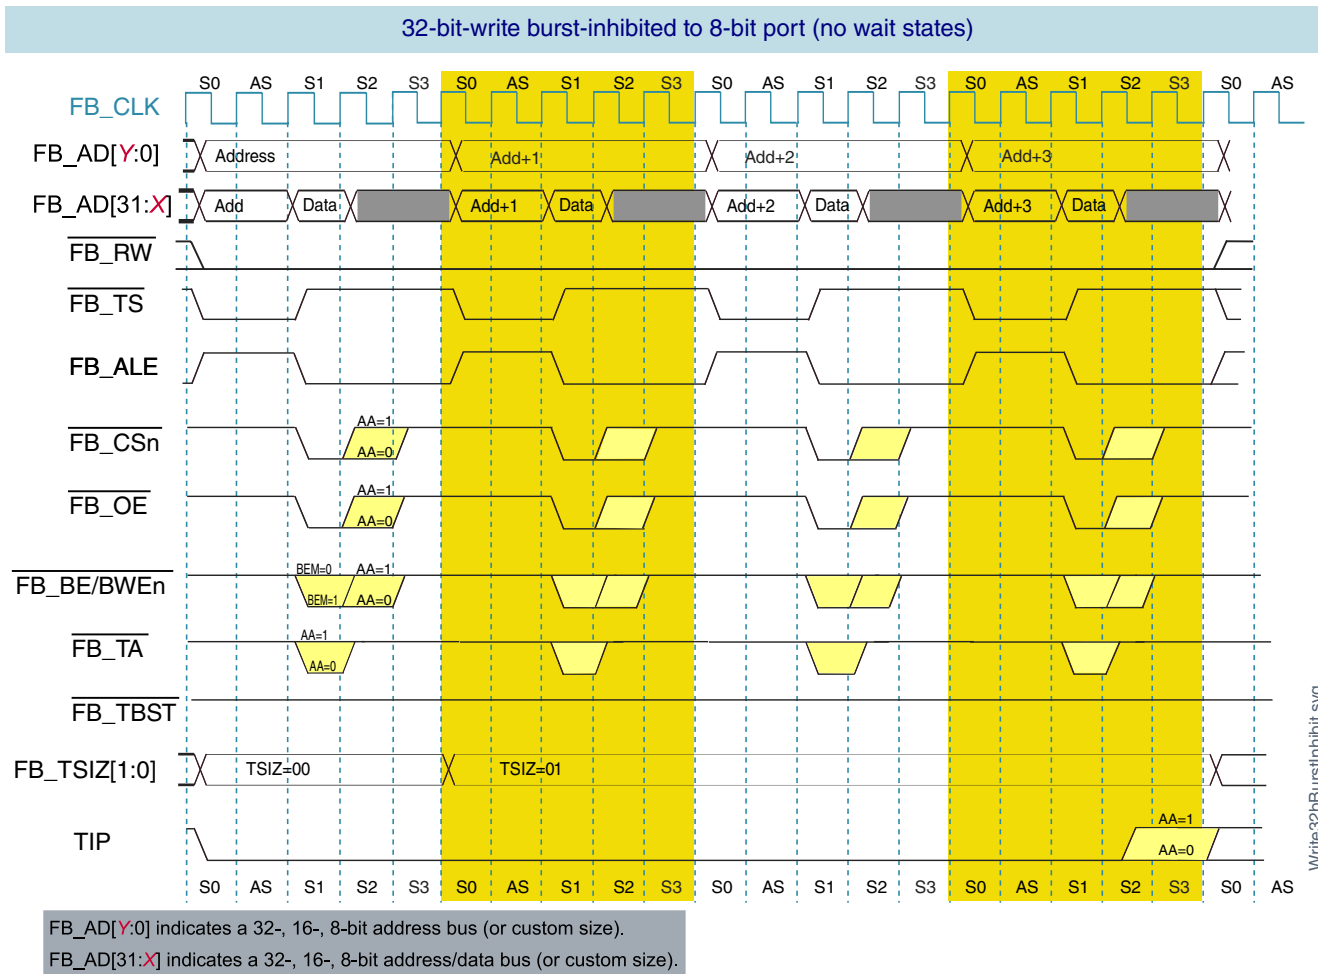 32-bit-write burst-inhibited to 8-bit port (no wait states)
S0 AS S1 S2 S3 S0 AS S1 S2 S3 S0 AS S1 S2 S3 S0 AS S1 S2 S3 S0 AS
FB_CLK
FB_AD[Y:0] Address Add+1 Add+2 Add+3
FB_AD[31:X] Add Data Add+1 Data Add+2 Data Add+3 Data
FB_RW
FB_TS
FB_ALE
AA=1
FB_CSn AA=0
AA=1
FB_OE AA=0
BEM=0 AA=1
FB_BE/BWEn BEM=1 AA=0
AA=1
FB_TA AA=0
FB_TBST
FB_TSIZ[1:0] TSIZ=00 TSIZ=01
AA=1
TIP AA=0
S0 AS S1 S2 S3 S0 AS S1 S2 S3 S0 AS S1 S2 S3 S0 AS S1 S2 S3 S0 AS
FB_AD[Y:0] indicates a 32-, 16-, 8-bit address bus (or custom size).
FB_AD[31:X] indicates a 32-, 16-, 8-bit address/data bus (or custom size).
Write32bBurstInhibit.svg